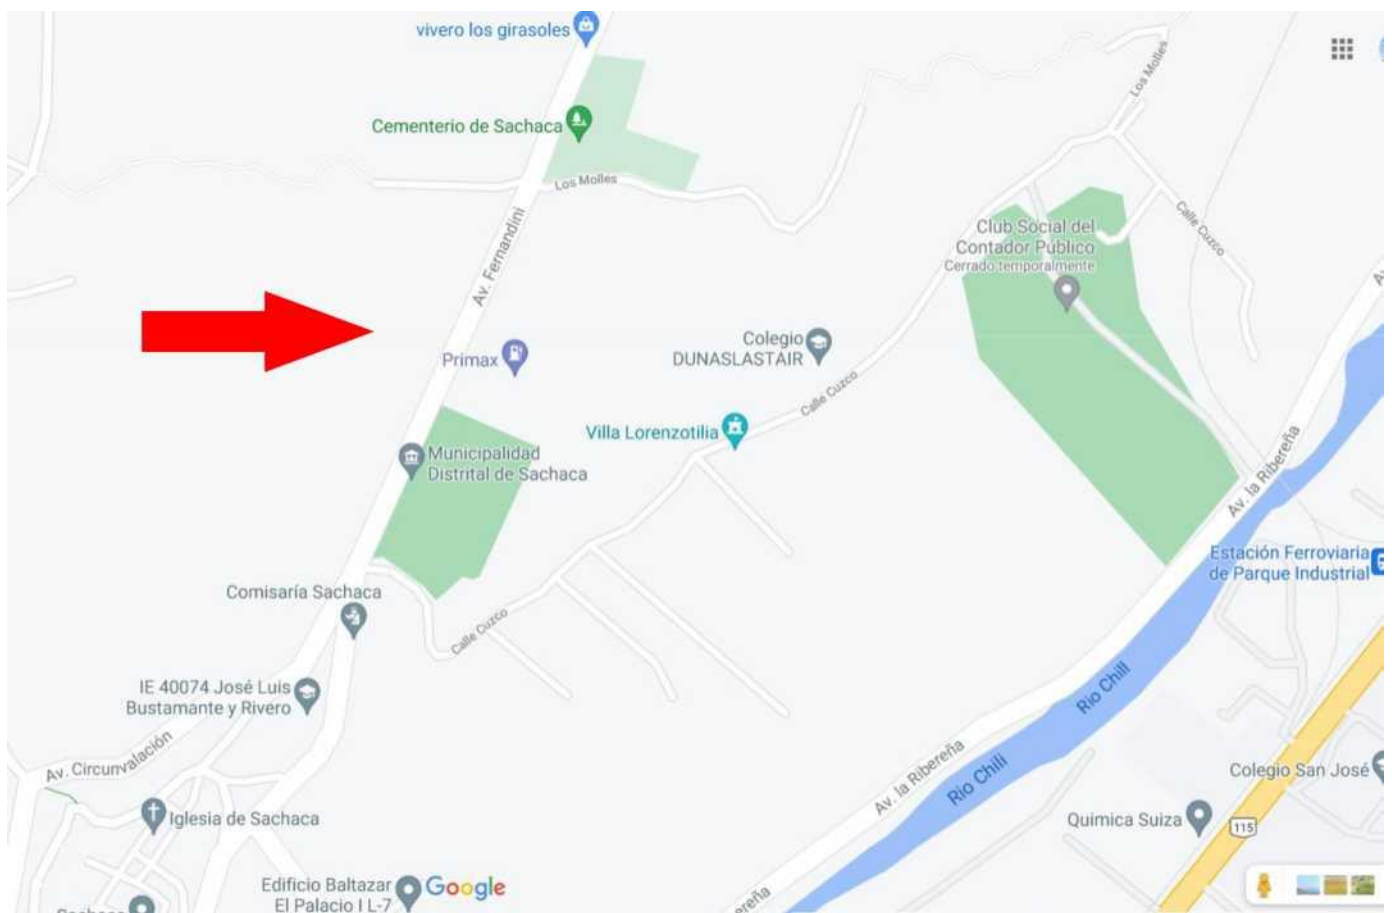 vivero los girasoles
Cementerio de Sachaca
Los Molles
Los Molles
Av. Fernandini
Club Social del
Contador Público
Cerrado temporalmente
Calle Cuzco
Primax
Colegio
DUNASLASTAIR
Calle Cuzco
Villa Lorenzotilia
Municipalidad
Distrital de Sachaca
Av. la Ribereña
Estación Ferroviaria
de Parque Industrial
Comisaría Sachaca
Calle Cuzco
IE 40074 José Luis
Bustamante y Rivero
Rio Chili
Av. Circunvalación
Av. la Ribereña
Rio Chili
Colegio San José
Iglesia de Sachaca
Quimica Suiza
115
Edificio Baltazar
El Palacio I L-7
Google